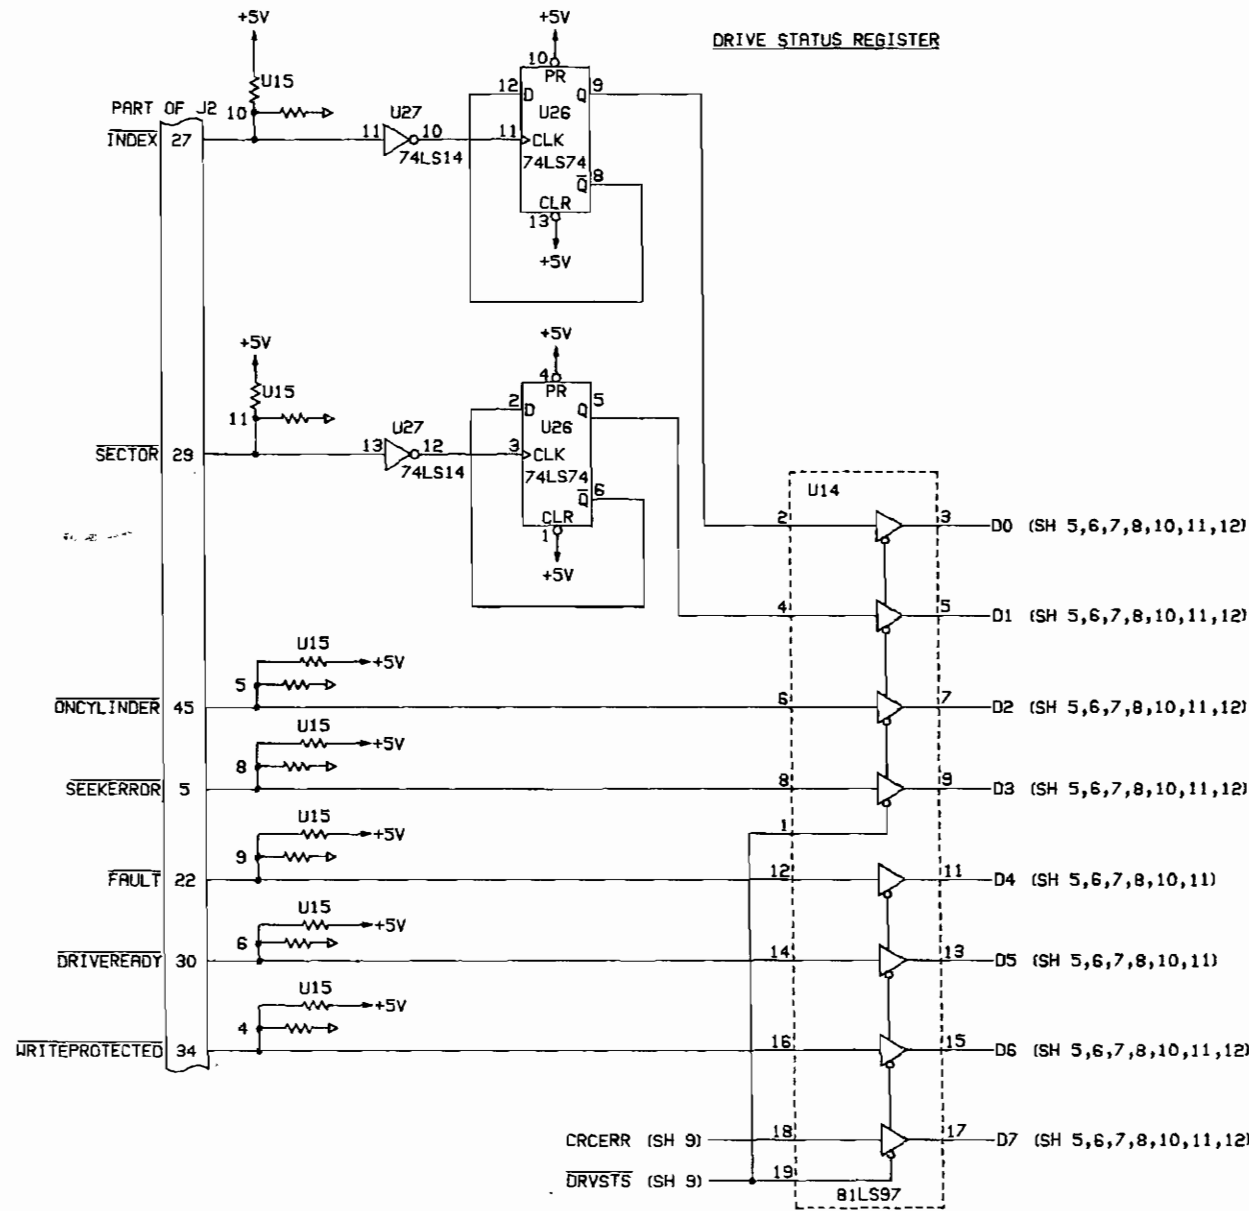 DRIVE STATUS REGISTER
+5V
+5V
U15
10
PR
12 D Q 9
U26
PART OF J2
10
U27
INDEX 27
11 10
74LS14
11 CLK
74LS74
Q 8
CLR
13
+5V
+5V
+5V
U15
4
PR
2 D Q 5
U26
11
U27
SECTOR 29
13 12
74LS14
3 CLK
74LS74
Q 6
CLR
1
+5V
U14
2 3 D0 (SH 5,6,7,8,10,11,12)
4 5 D1 (SH 5,6,7,8,10,11,12)
U15
+5V
5
ONCYLINDER 45
6 7 D2 (SH 5,6,7,8,10,11,12)
U15
+5V
8
SEEKERROR 5
8 9 D3 (SH 5,6,7,8,10,11,12)
U15
+5V
1
9
FAULT 22
12 11 D4 (SH 5,6,7,8,10,11)
U15
+5V
6
DRIVEREADY 30
14 13 D5 (SH 5,6,7,8,10,11)
U15
+5V
4
WRITEPROTECTED 34
16 15 D6 (SH 5,6,7,8,10,11,12)
CRCERR (SH 9) 18 17 D7 (SH 5,6,7,8,10,11,12)
DRVSTS (SH 9) 19
81LS97